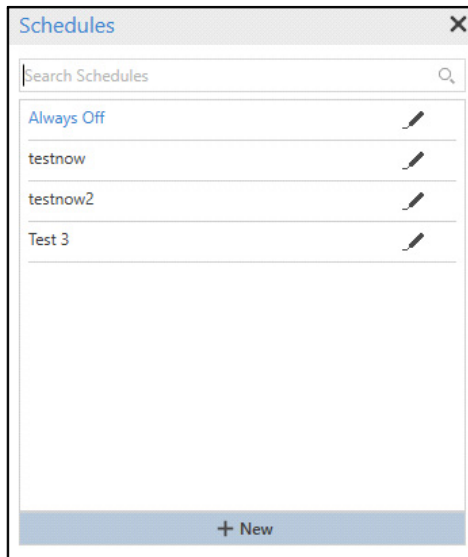 Schedules
Search Schedules
Always Off
testnow
testnow2
Test 3
+ New